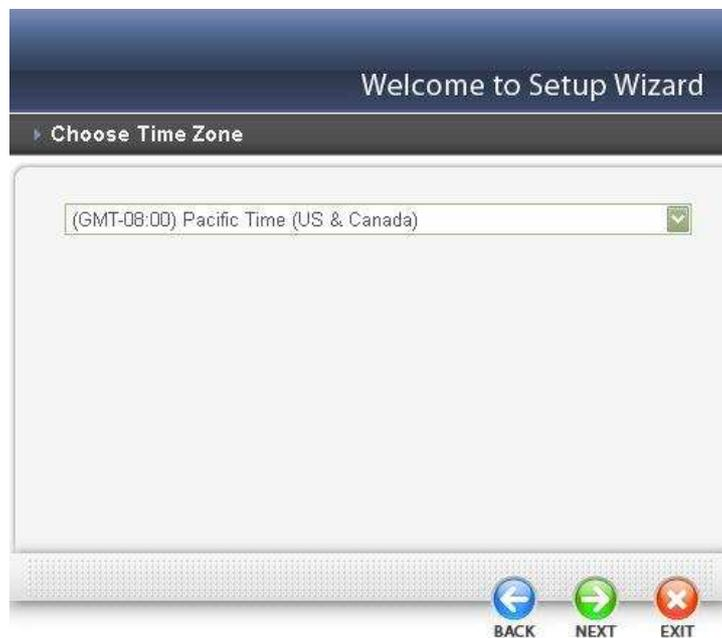 Welcome to Setup Wizard
Choose Time Zone
(GMT-08:00) Pacific Time (US & Canada)
BACK NEXT EXIT